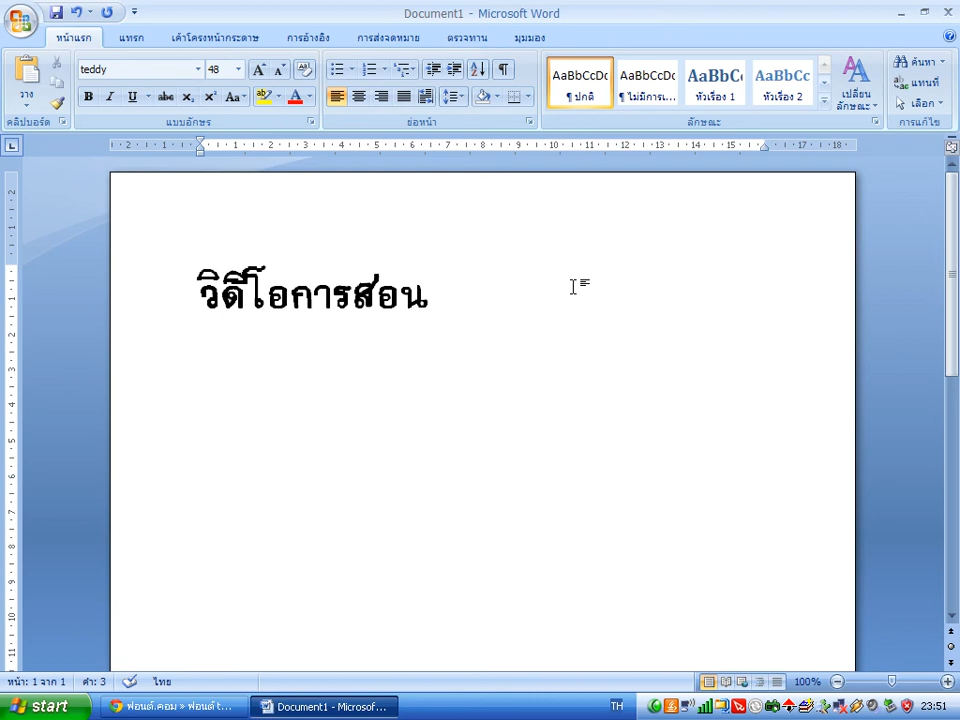 Document1 - Microsoft Word
หน้าแรก แทรก เค้าโครงหน้ากระดาษ การอ้างอิง การส่งจดหมาย ตรวจทาน มุมมอง
วาง
คลิปบอร์ด
teddy 48
แบบอักษร
ย่อหน้า
AaBbCcDc AaBbCcDc AaBbC AaBbCc
¶ ปกติ ¶ ไม่มีการเ... หัวเรื่อง 1 หัวเรื่อง 2
เปลี่ยน
ลักษณะ
ลักษณะ
ค้นหา
แทนที่
เลือก
การแก้ไข
วิดีโอการสอน
หน้า: 1 จาก 1 คำ: 3 ไทย 100%
start ฟอนต์.คอม » ฟอนต์ t... Document1 - Microsof... TH 23:51